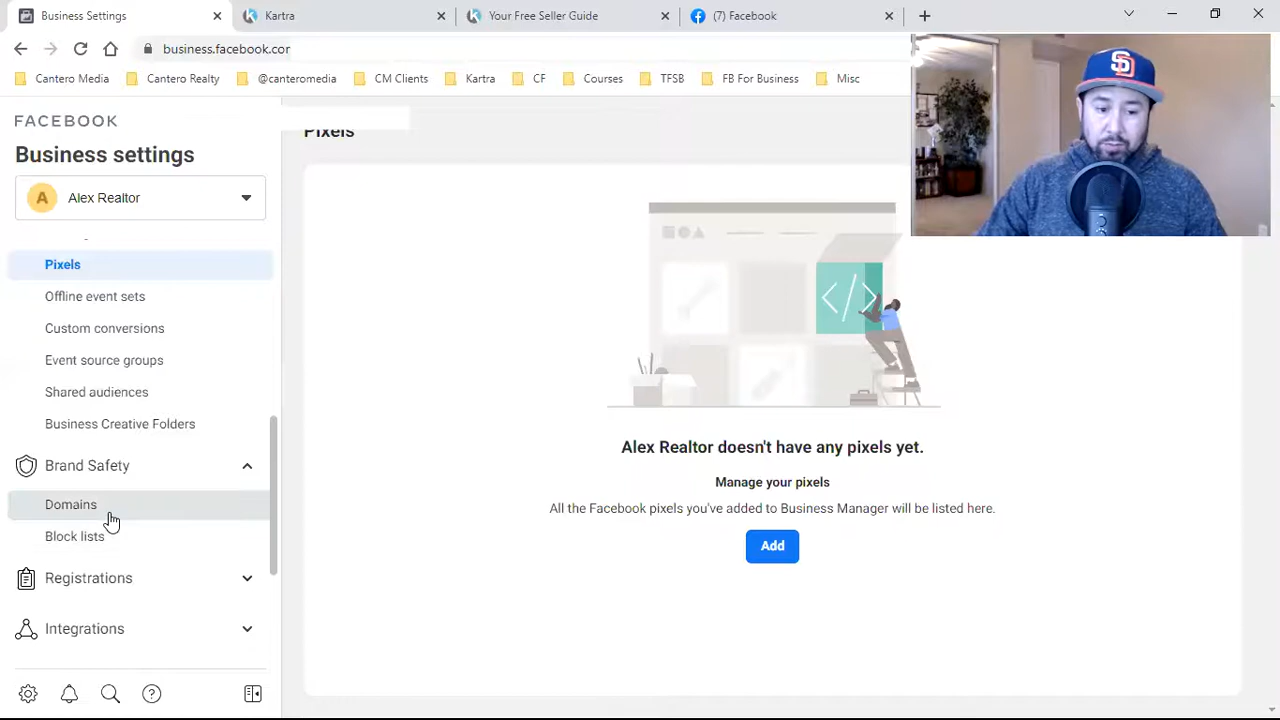 Business Settings
Kartra
Your Free Seller Guide
(7) Facebook
business.facebook.cor
Cantero Media
Cantero Realty
@canteromedia
CM Clie
Kartra
CF
Courses
TFSB
FB For Business
Misc
SD
FACEBOOK
Business settings
A
Alex Realtor
Pixels
Pixels
Offline event sets
Custom conversions
Event source groups
Shared audiences
Business Creative Folders
Brand Safety
Domains
Block lists
Registrations
Integrations
</>
Alex Realtor doesn't have any pixels yet.
Manage your pixels
All the Facebook pixels you've added to Business Manager will be listed here.
Add